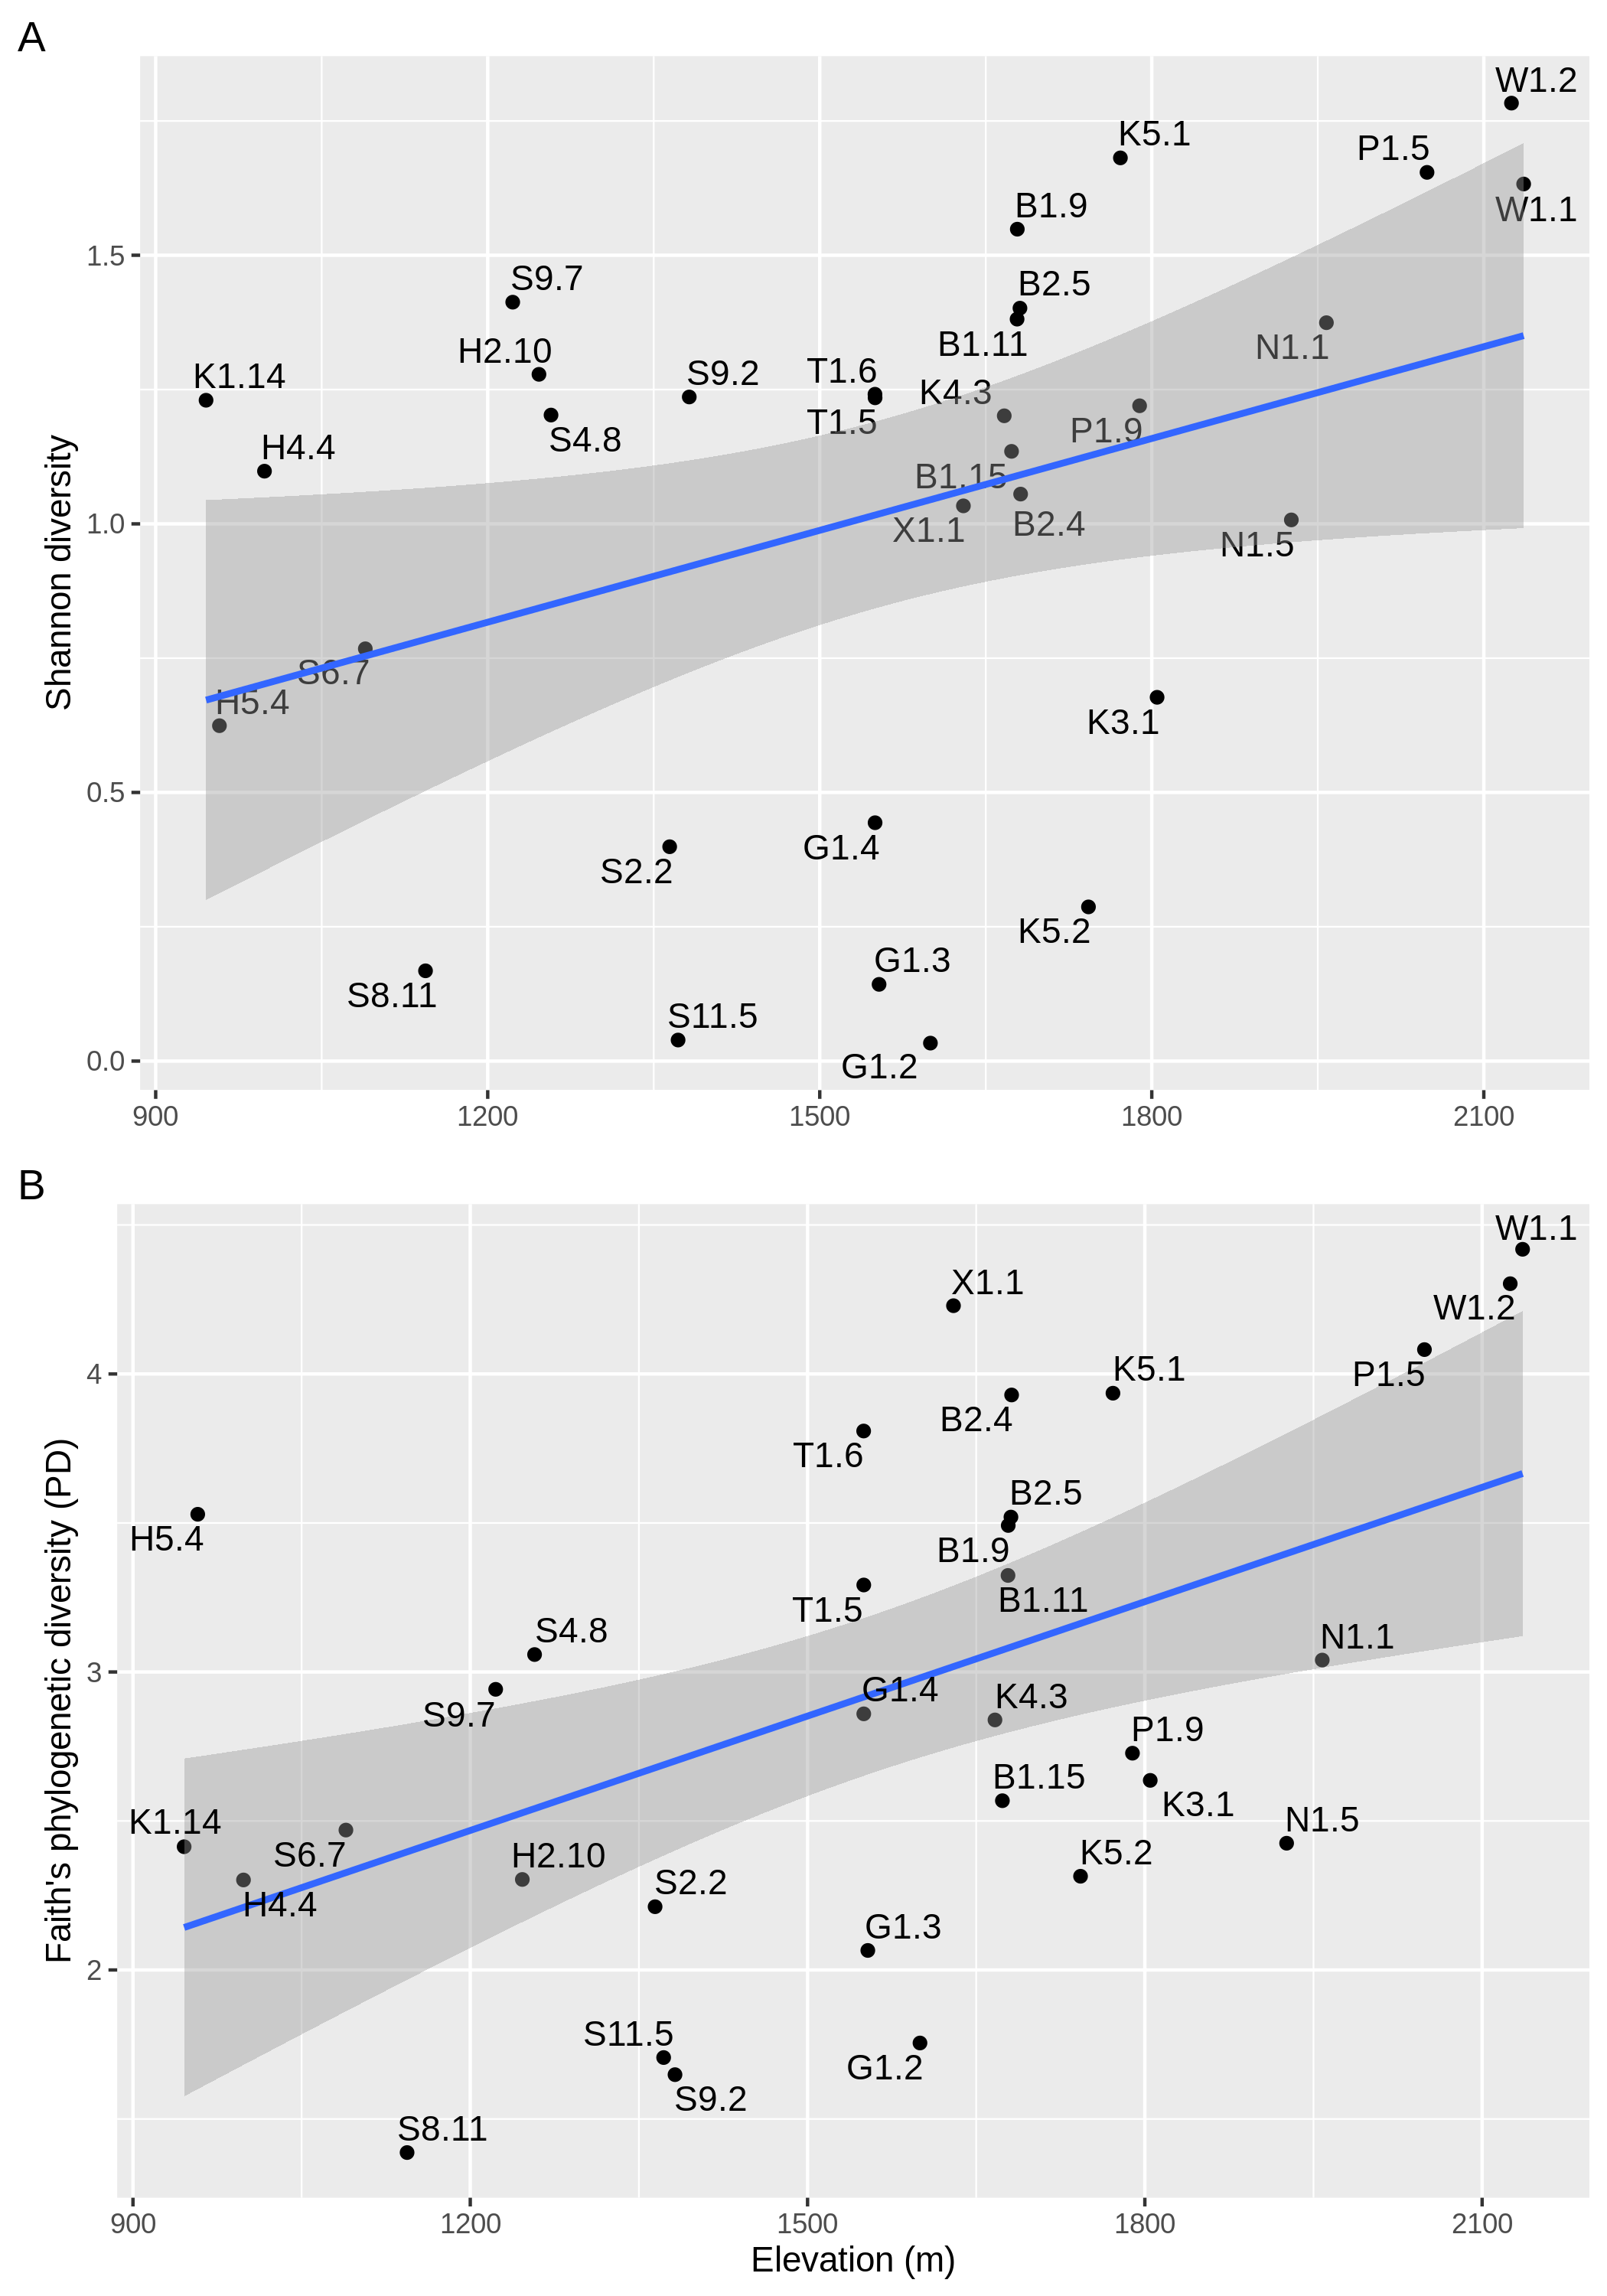 A
W1.2
K5.1
P1.5
B1.9
W1.1
1.5
S9.7
B2.5
H2.10
B1.11
N1.1
K1.14
S9.2
T1.6
K4.3
T1.5
P1.9
S4.8
H4.4
B1.15
X1.1
B2.4
N1.5
1.0
Shannon diversity
S6.7
H5.4
K3.1
0.5
G1.4
S2.2
K5.2
G1.3
S8.11
S11.5
G1.2
0.0
900 1200 1500 1800 2100
B
W1.1
X1.1
W1.2
K5.1
P1.5
4
B2.4
T1.6
B2.5
H5.4
B1.9
B1.11
T1.5
S4.8
N1.1
3
G1.4
K4.3
S9.7
P1.9
B1.15
K3.1
N1.5
K1.14
S6.7
H2.10
K5.2
S2.2
H4.4
G1.3
Faith's phylogenetic diversity (PD)
2
S11.5
G1.2
S9.2
S8.11
900 1200 1500 1800 2100
Elevation (m)